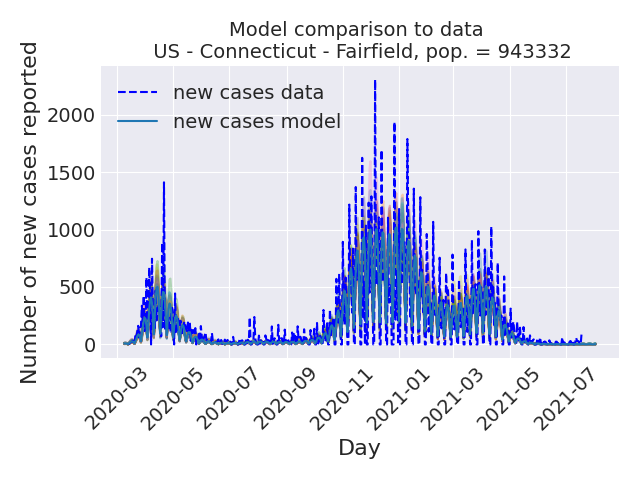 Model comparison to data
US - Connecticut - Fairfield, pop. = 943332
Number of new cases reported
2000
1500
1000
500
0
new cases data
new cases model
2020-03
2020-05
2020-07
2020-09
2020-11
2021-01
2021-03
2021-05
2021-07
Day